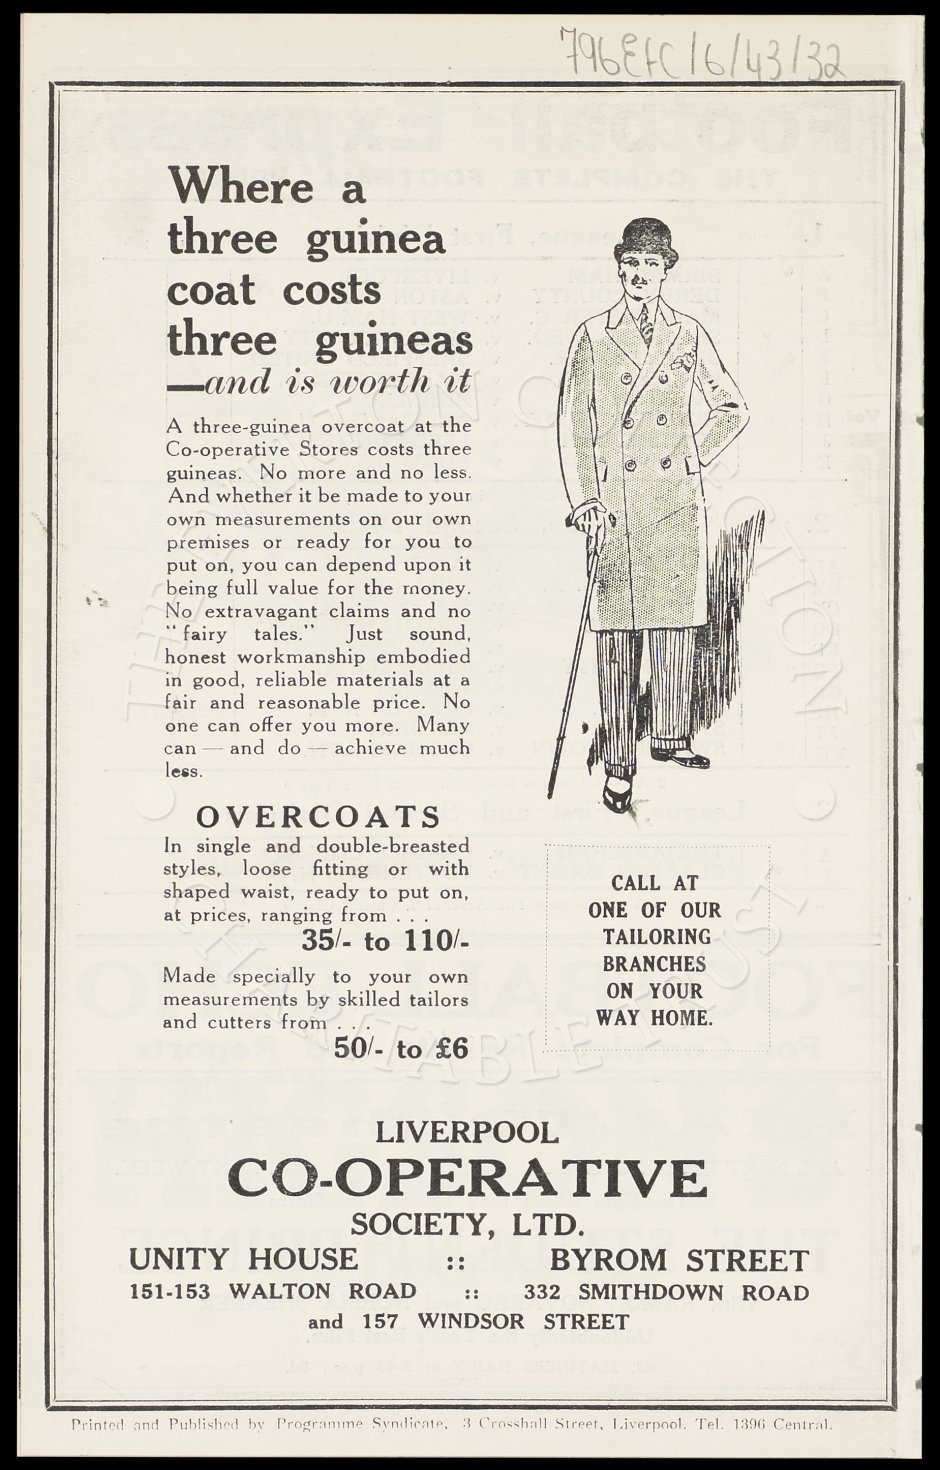 796EFC/6/43/32
Where a
three guinea
coat costs
three guineas
—and is worth it
A three-guinea overcoat at the
Co-operative Stores costs three
guineas. No more and no less.
And whether it be made to your
own measurements on our own
premises or ready for you to
put on, you can depend upon it
being full value for the money.
No extravagant claims and no
"fairy tales." Just sound,
honest workmanship embodied
in good, reliable materials at a
fair and reasonable price. No
one can offer you more. Many
can — and do — achieve much
less.
OVERCOATS
In single and double-breasted
styles, loose fitting or with
shaped waist, ready to put on,
at prices, ranging from . . .
35/- to 110/-
Made specially to your own
measurements by skilled tailors
and cutters from . . .
50/- to £6
CALL AT
ONE OF OUR
TAILORING
BRANCHES
ON YOUR
WAY HOME.
LIVERPOOL
CO-OPERATIVE
SOCIETY, LTD.
UNITY HOUSE :: BYROM STREET
151-153 WALTON ROAD :: 332 SMITHDOWN ROAD
and 157 WINDSOR STREET
Printed and Published by Programme Syndicate, 3 Crosshall Street, Liverpool. Tel. 1396 Central.
THE EVERTON COLLECTION
CHARITABLE TRUST